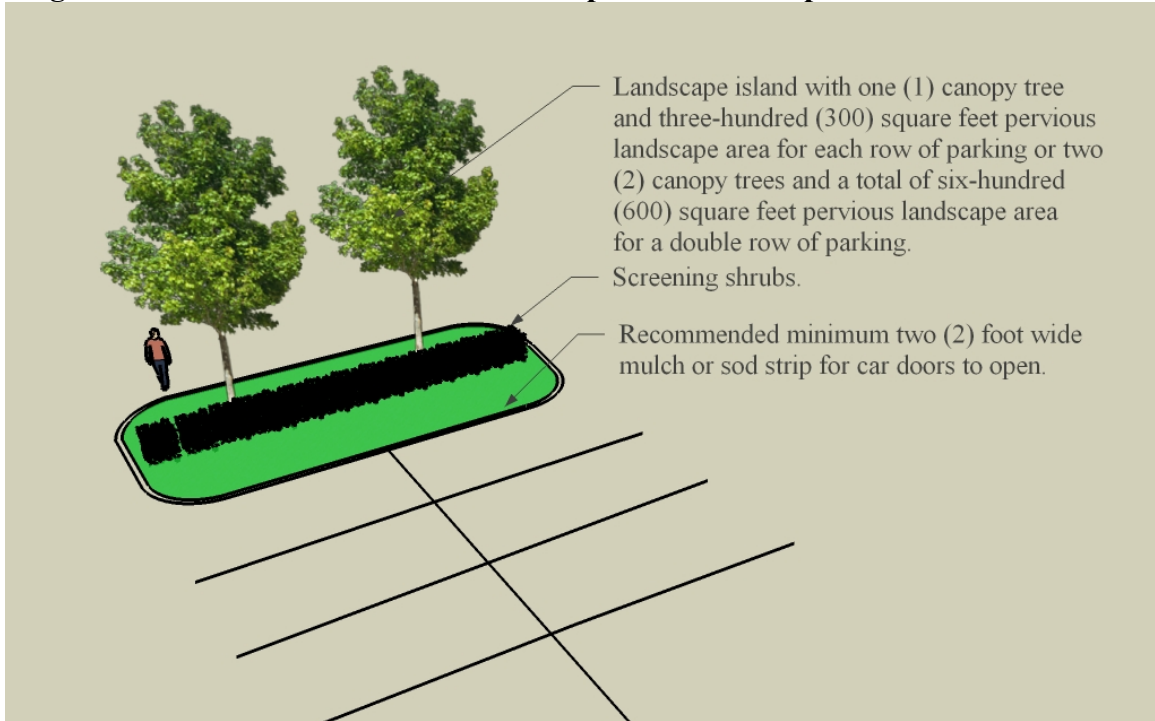 Landscape island with one (1) canopy tree
and three-hundred (300) square feet pervious
landscape area for each row of parking or two
(2) canopy trees and a total of six-hundred
(600) square feet pervious landscape area
for a double row of parking.
Screening shrubs.
Recommended minimum two (2) foot wide
mulch or sod strip for car doors to open.